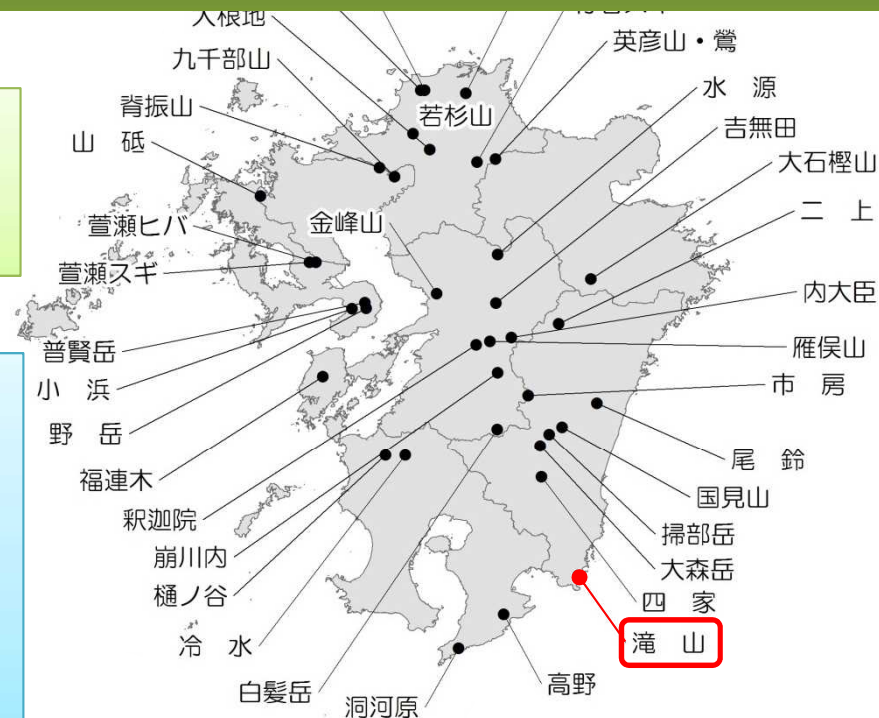 大根地
九千部山
脊振山
山 砥
萱瀬ヒバ
萱瀬スギ
普賢岳
小 浜
野 岳
福連木
釈迦院
崩川内
樋ノ谷
冷 水
白髪岳
洞河原
若杉山
金峰山
英彦山・鶯
水 源
吉無田
大石樫山
二 上
内大臣
雁俣山
市 房
尾 鈴
国見山
掃部岳
大森岳
四 家
滝 山
高野